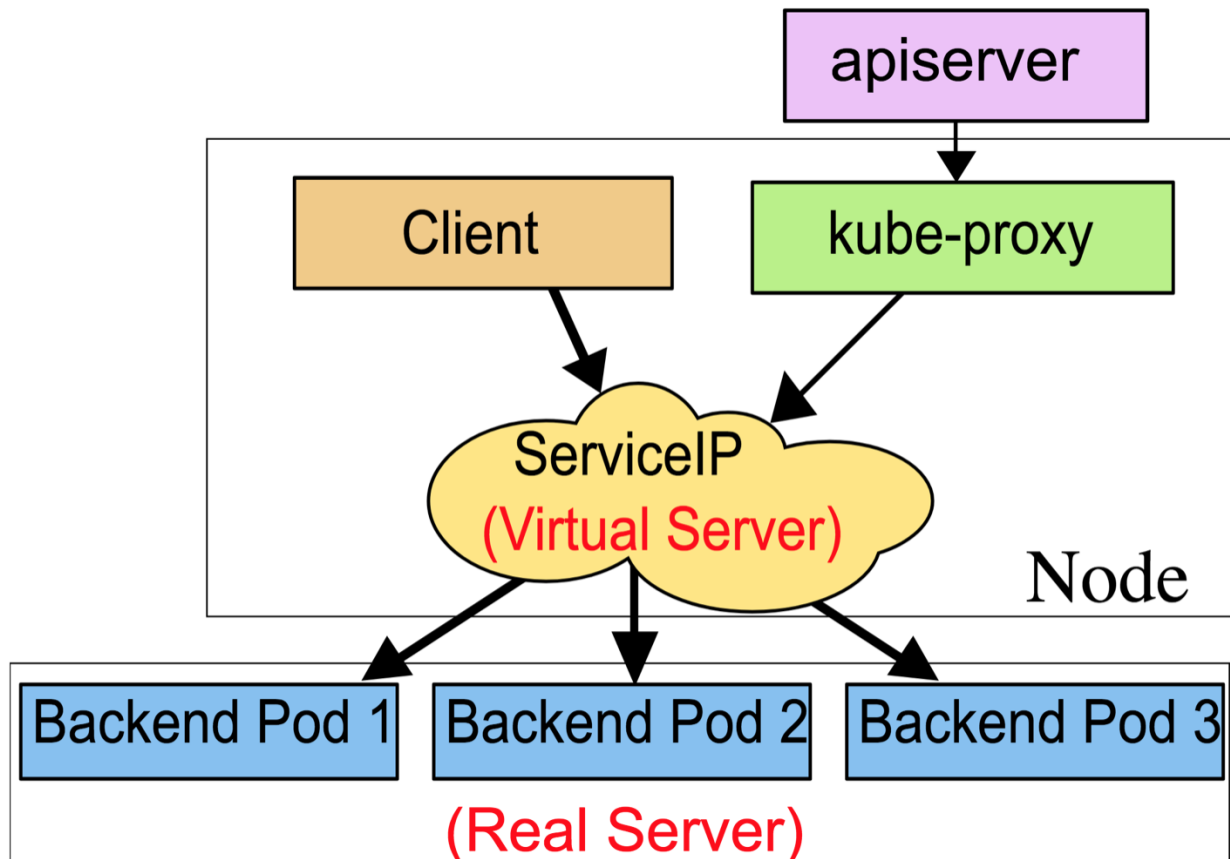 apiserver
Client
kube-proxy
ServiceIP
(Virtual Server)
Node
Backend Pod 1
Backend Pod 2
Backend Pod 3
(Real Server)